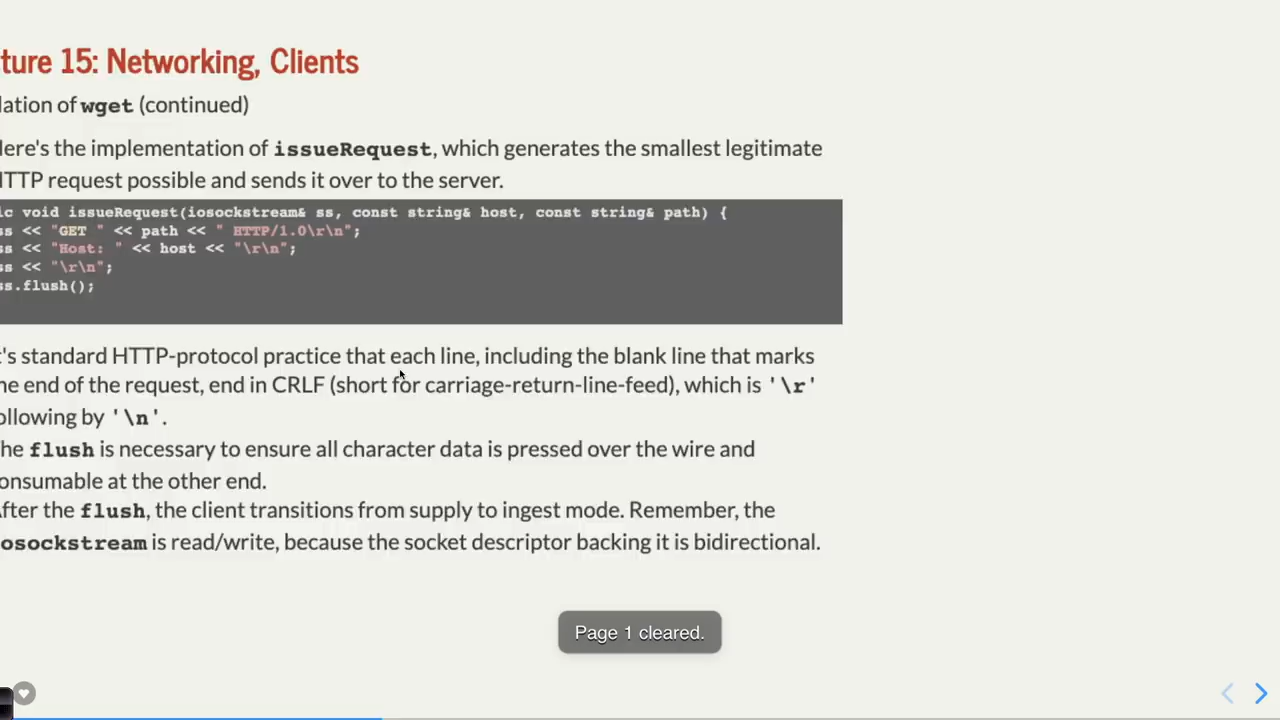 ture 15: Networking, Clients
lation of wget (continued)
Here's the implementation of issueRequest, which generates the smallest legitimate
HTTP request possible and sends it over to the server.
ic void issueRequest(iosockstream& ss, const string& host, const string& path) {
ss << "GET " << path << " HTTP/1.0\r\n";
ss << "Host: " << host << "\r\n";
ss << "\r\n";
ss.flush();
t's standard HTTP-protocol practice that each line, including the blank line that marks
he end of the request, end in CRLF (short for carriage-return-line-feed), which is '\r'
ollowing by '\n'.
The flush is necessary to ensure all character data is pressed over the wire and
onsumable at the other end.
After the flush, the client transitions from supply to ingest mode. Remember, the
osockstream is read/write, because the socket descriptor backing it is bidirectional.
Page 1 cleared.